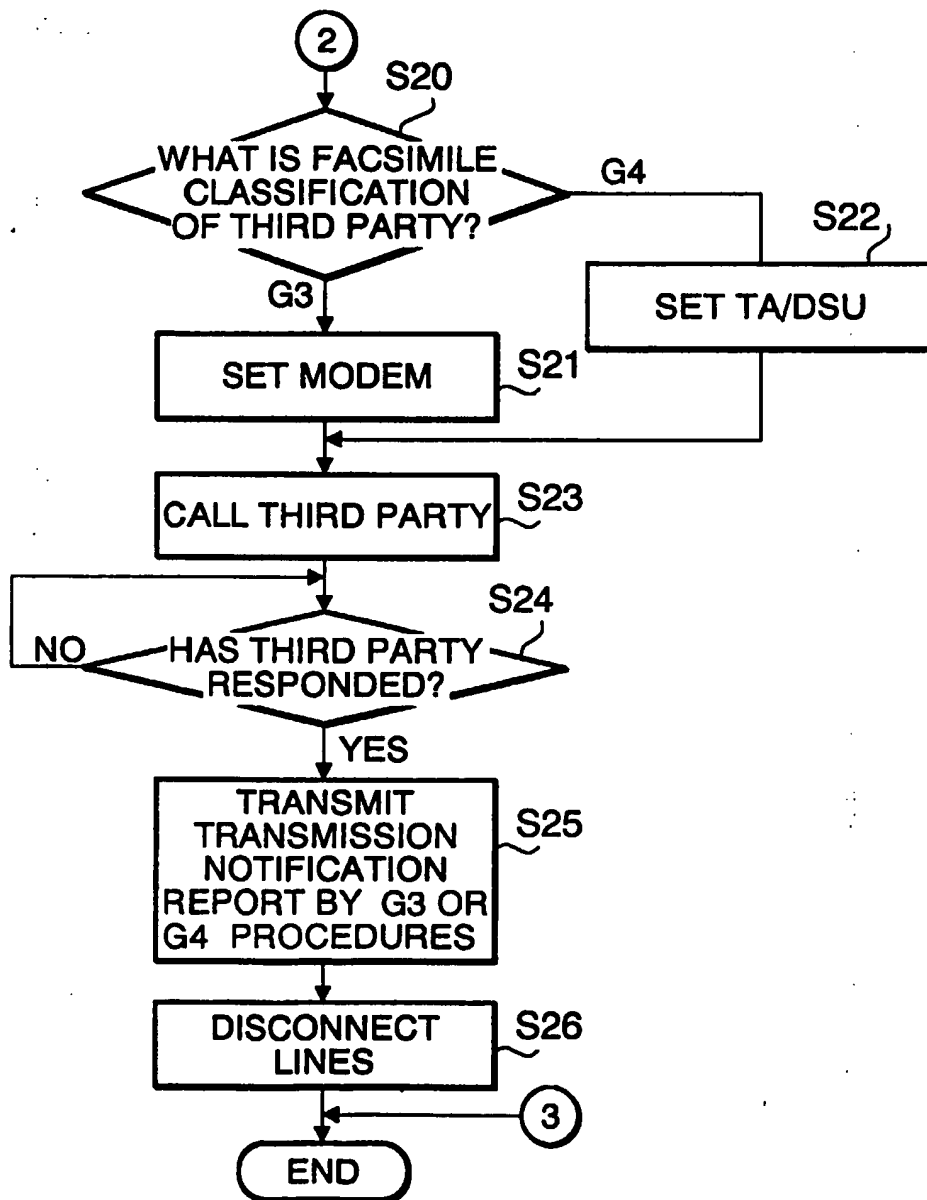 2
S20
WHAT IS FACSIMILE
CLASSIFICATION
OF THIRD PARTY?
G4
S22
SET TA/DSU
G3
S21
SET MODEM
S23
CALL THIRD PARTY
S24
NO
HAS THIRD PARTY
RESPONDED?
YES
TRANSMIT
TRANSMISSION
NOTIFICATION
REPORT BY G3 OR
G4 PROCEDURES
S25
DISCONNECT
LINES
S26
3
END